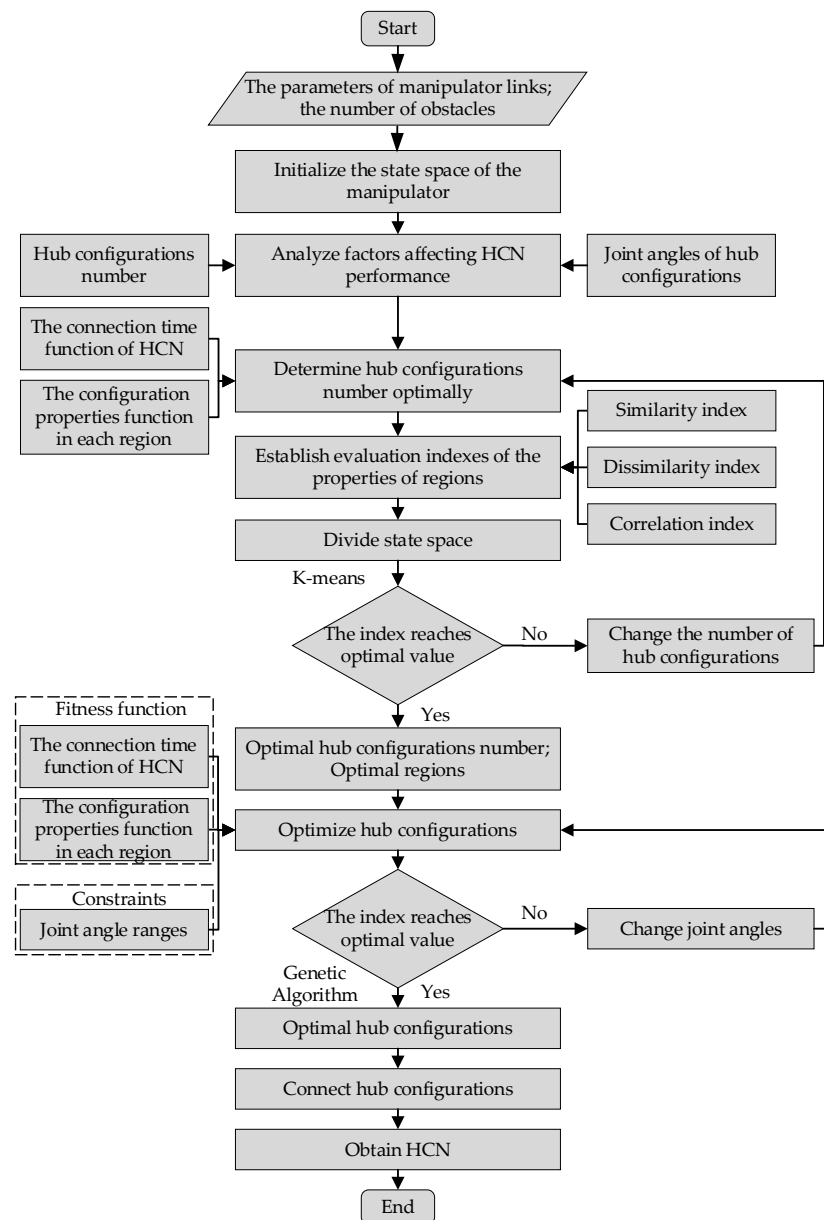 Start
The parameters of manipulator links;
the number of obstacles
Initialize the state space of the
manipulator
Hub configurations
number
Analyze factors affecting HCN
performance
Joint angles of hub
configurations
The connection time
function of HCN
The configuration
properties function
in each region
Determine hub configurations
number optimally
Similarity index
Establish evaluation indexes of the
properties of regions
Dissimilarity index
Correlation index
Divide state space
K-means
The index reaches
optimal value
No
Change the number of
hub configurations
Yes
Fitness function
The connection time
function of HCN
The configuration
properties function
in each region
Optimal hub configurations number;
Optimal regions
Optimize hub configurations
Constraints
Joint angle ranges
The index reaches
optimal value
No
Change joint angles
Genetic
Algorithm
Yes
Optimal hub configurations
Connect hub configurations
Obtain HCN
End